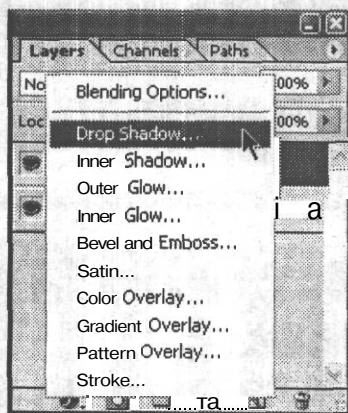 Layers Channels Paths
No
00%
Loc
00%
Blending Options...
Drop Shadow...
Inner Shadow...
Outer Glow...
Inner Glow...
Bevel and Emboss...
Satin...
Color Overlay...
Gradient Overlay...
Pattern Overlay...
Stroke...
i a
та